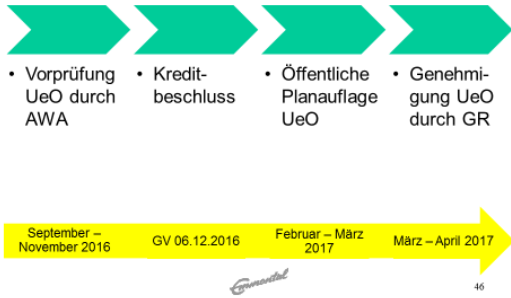 • Vorprüfung
UeO durch
AWA
• Kredit-
beschluss
• Öffentliche
Planauflage
UeO
• Genehmi-
gung UeO
durch GR
September –
November 2016
GV 06.12.2016
Februar – März
2017
März – April 2017
Emmental
46